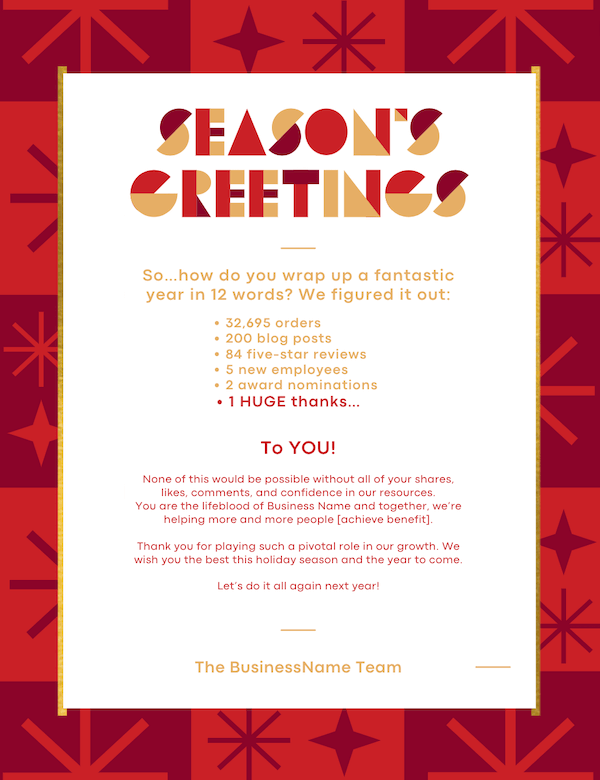 SEASON'S
GREETINGS
So...how do you wrap up a fantastic
year in 12 words? We figured it out:
• 32,695 orders
• 200 blog posts
• 84 five-star reviews
• 5 new employees
• 2 award nominations
• 1 HUGE thanks...
To YOU!
None of this would be possible without all of your shares,
likes, comments, and confidence in our resources.
You are the lifeblood of Business Name and together, we're
helping more and more people [achieve benefit].
Thank you for playing such a pivotal role in our growth. We
wish you the best this holiday season and the year to come.
Let's do it all again next year!
The BusinessName Team